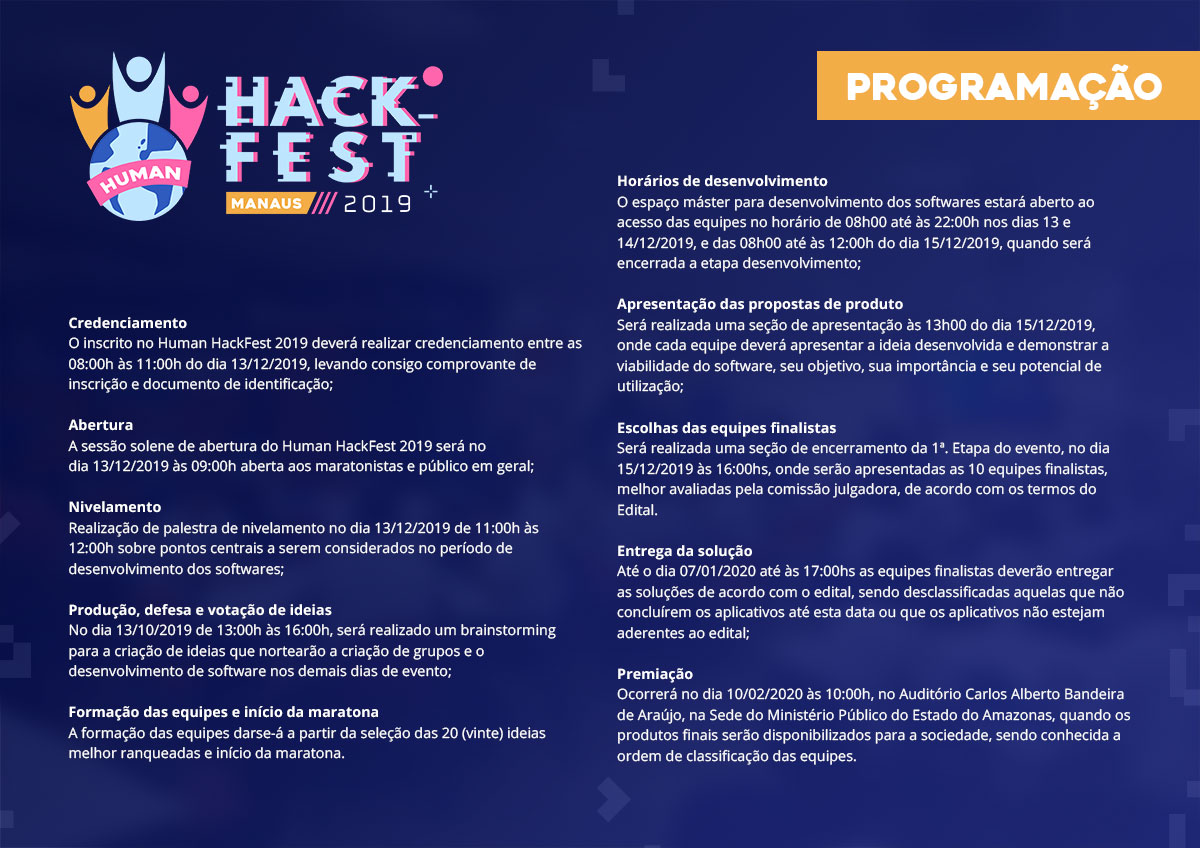 HUMAN
HACK
FEST
MANAUS 2019
PROGRAMAÇÃO
Credenciamento
O inscrito no Human HackFest 2019 deverá realizar credenciamento entre as
08:00h às 11:00h do dia 13/12/2019, levando consigo comprovante de
inscrição e documento de identificação;
Abertura
A sessão solene de abertura do Human HackFest 2019 será no
dia 13/12/2019 às 09:00h aberta aos maratonistas e público em geral;
Nivelamento
Realização de palestra de nivelamento no dia 13/12/2019 de 11:00h às
12:00h sobre pontos centrais a serem considerados no período de
desenvolvimento dos softwares;
Produção, defesa e votação de ideias
No dia 13/10/2019 de 13:00h às 16:00h, será realizado um brainstorming
para a criação de ideias que nortearão a criação de grupos e o
desenvolvimento de software nos demais dias de evento;
Formação das equipes e início da maratona
A formação das equipes darse-á a partir da seleção das 20 (vinte) ideias
melhor ranqueadas e início da maratona.
Horários de desenvolvimento
O espaço máster para desenvolvimento dos softwares estará aberto ao
acesso das equipes no horário de 08h00 até às 22:00h nos dias 13 e
14/12/2019, e das 08h00 até às 12:00h do dia 15/12/2019, quando será
encerrada a etapa desenvolvimento;
Apresentação das propostas de produto
Será realizada uma seção de apresentação às 13h00 do dia 15/12/2019,
onde cada equipe deverá apresentar a ideia desenvolvida e demonstrar a
viabilidade do software, seu objetivo, sua importância e seu potencial de
utilização;
Escolhas das equipes finalistas
Será realizada uma seção de encerramento da 1ª. Etapa do evento, no dia
15/12/2019 às 16:00hs, onde serão apresentadas as 10 equipes finalistas,
melhor avaliadas pela comissão julgadora, de acordo com os termos do
Edital.
Entrega da solução
Até o dia 07/01/2020 até às 17:00hs as equipes finalistas deverão entregar
as soluções de acordo com o edital, sendo desclassificadas aquelas que não
concluírem os aplicativos até esta data ou que os aplicativos não estejam
aderentes ao edital;
Premiação
Ocorrerá no dia 10/02/2020 às 10:00h, no Auditório Carlos Alberto Bandeira
de Araújo, na Sede do Ministério Público do Estado do Amazonas, quando os
produtos finais serão disponibilizados para a sociedade, sendo conhecida a
ordem de classificação das equipes.